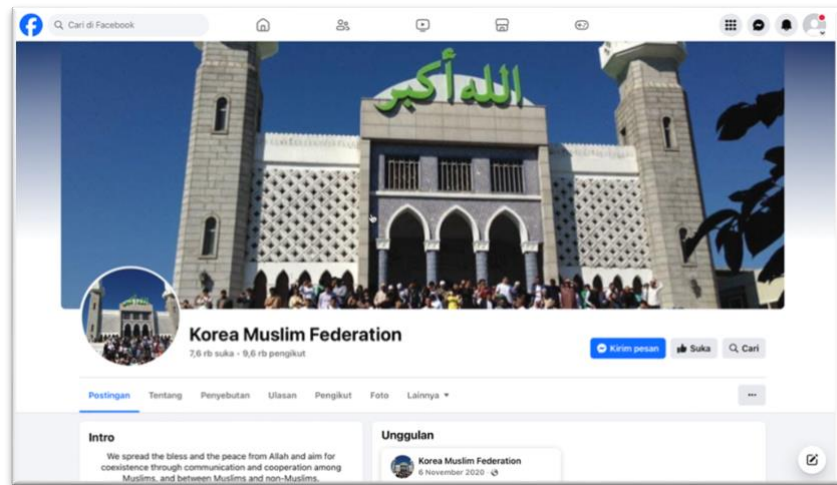 Cari di Facebook
الله أكبر
Korea Muslim Federation
7,6 rb suka • 9,6 rb pengikut
Kirim pesan
Suka
Cari
Postingan
Tentang
Penyebutan
Ulasan
Pengikut
Foto
Lainnya
Intro
We spread the bless and the peace from Allah and aim for
coexistence through communication and cooperation among
Muslims, and between Muslims and non-Muslims.
Unggulan
Korea Muslim Federation
6 November 2020